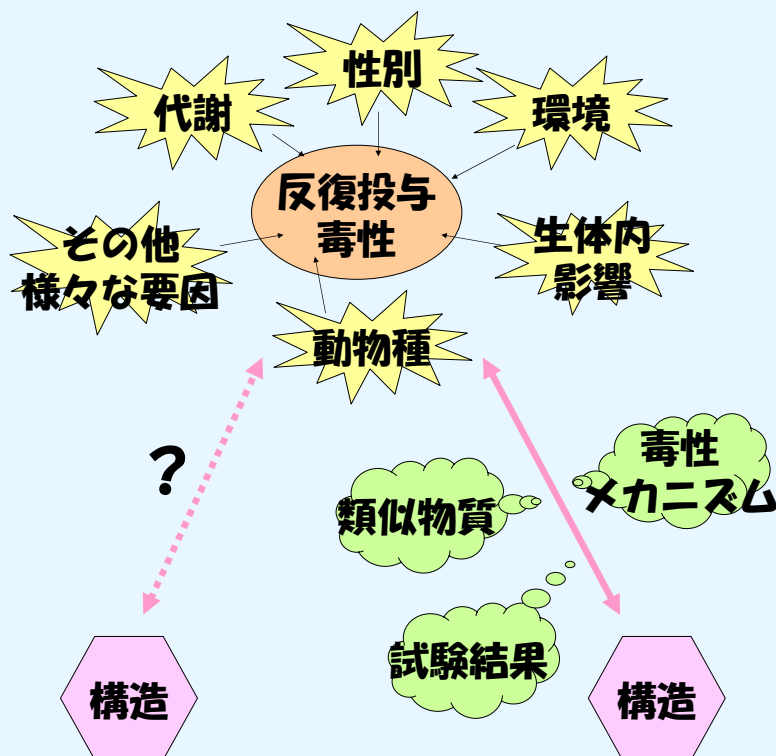 性別
代謝
環境
反復投与
毒性
その他
様々な要因
生体内
影響
動物種
?
毒性
メカニズム
類似物質
試験結果
構造
構造